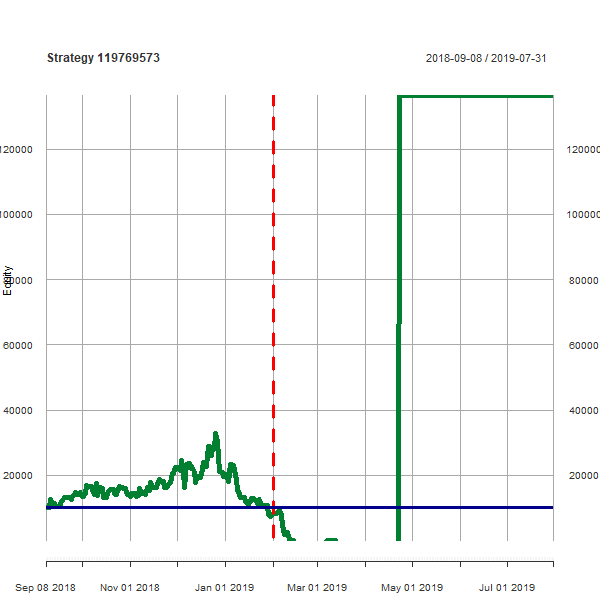 Strategy 119769573
2018-09-08 / 2019-07-31
120000
120000
100000
100000
80000
80000
Equity
60000
60000
40000
40000
20000
20000
Sep 08 2018
Nov 01 2018
Jan 01 2019
Mar 01 2019
May 01 2019
Jul 01 2019